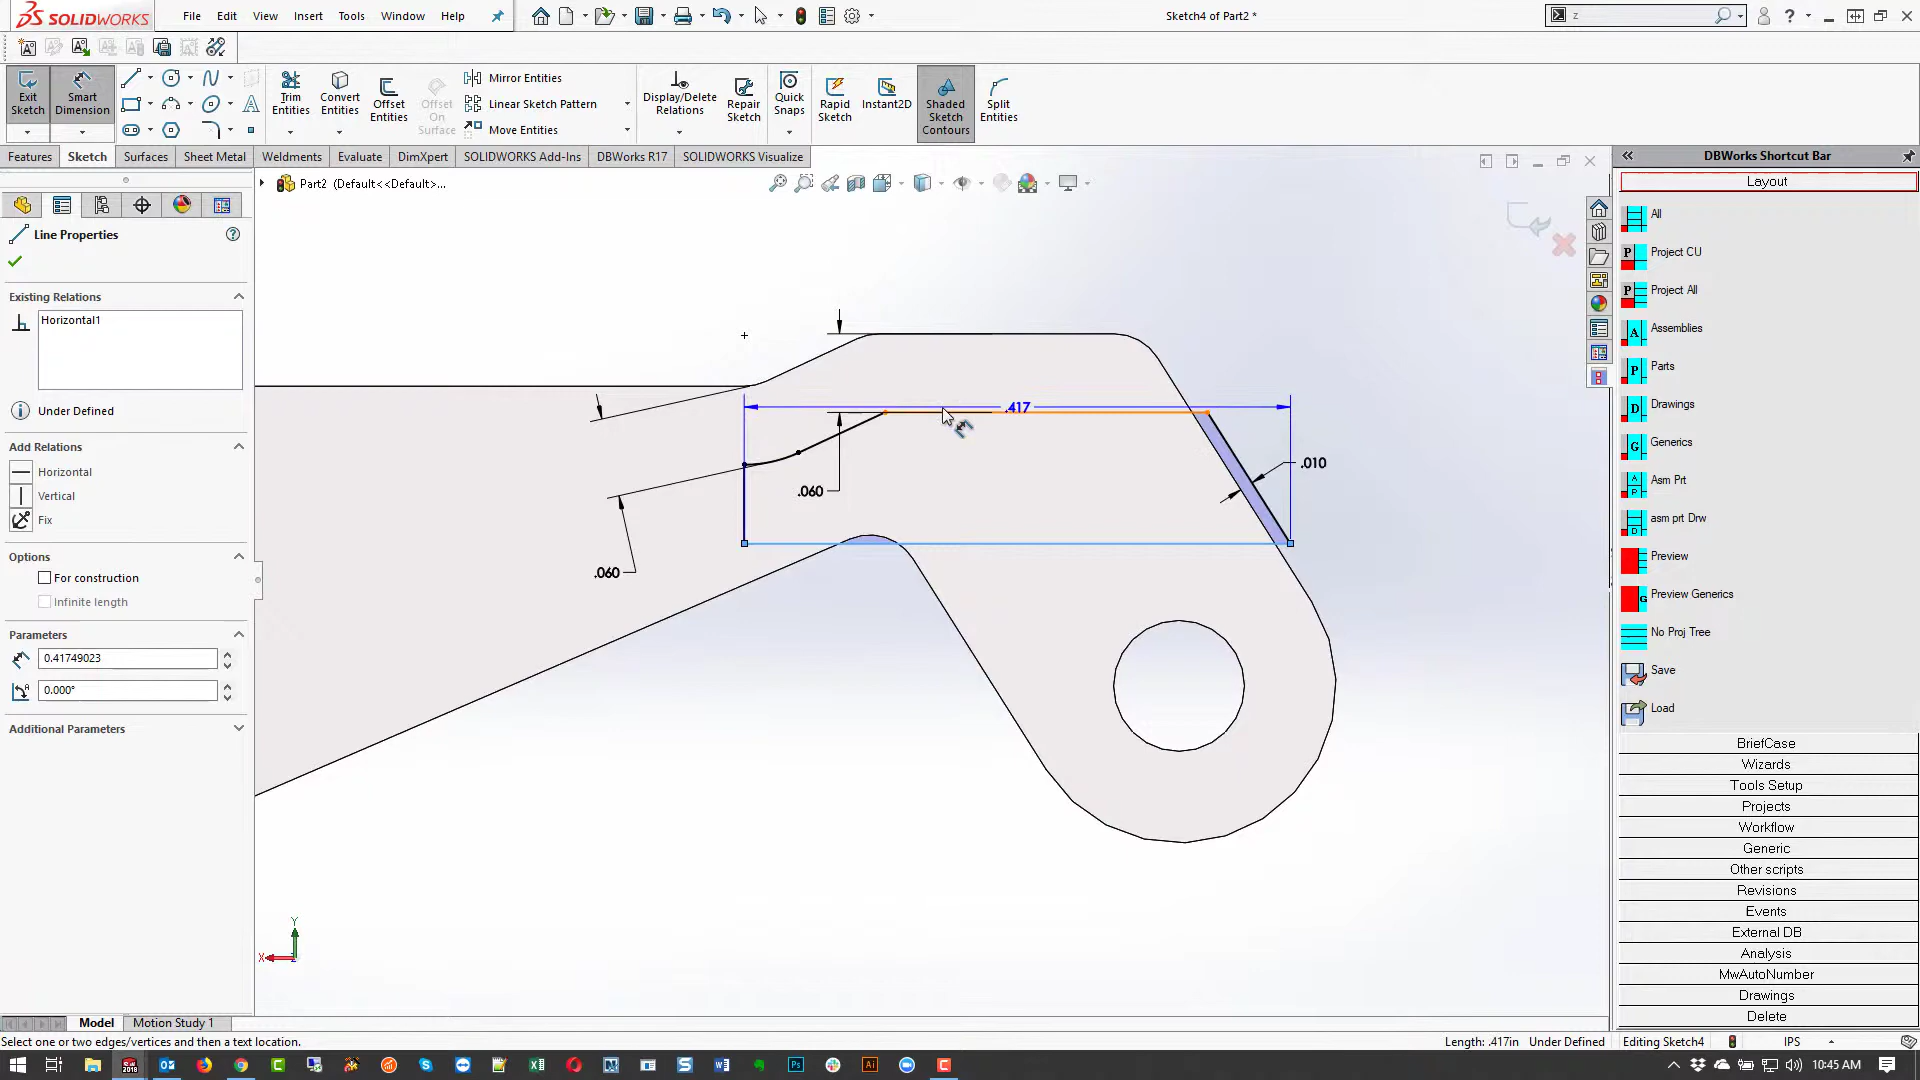 SOLIDWORKS
File Edit View Insert Tools Window Help
Sketch4 of Part2 *
z
Exit Sketch
Smart Dimension
Trim Entities
Convert Entities
Offset Entities
Offset On Surface
Mirror Entities
Linear Sketch Pattern
Move Entities
Display/Delete Relations
Repair Sketch
Quick Snaps
Rapid Sketch
Instant2D
Shaded Sketch Contours
Split Entities
Features Sketch Surfaces Sheet Metal Weldments Evaluate DimXpert SOLIDWORKS Add-Ins DBWorks R17 SOLIDWORKS Visualize
Part2 (Default<<Default>...
Line Properties
Existing Relations
Horizontal1
Under Defined
Add Relations
Horizontal
Vertical
Fix
Options
For construction
Infinite length
Parameters
0.41749023
0.000°
Additional Parameters
.417
.010
.060
.060
Y
X
Z
DBWorks Shortcut Bar
Layout
All
Project CU
Project All
Assemblies
Parts
Drawings
Generics
Asm Prt
asm prt Drw
Preview
Preview Generics
No Proj Tree
Save
Load
BriefCase
Wizards
Tools Setup
Projects
Workflow
Generic
Other scripts
Revisions
Events
External DB
Analysis
MwAutoNumber
Drawings
Delete
Model Motion Study 1
Select one or two edges/vertices and then a text location.
Length: .417in Under Defined Editing Sketch4 IPS
10:45 AM